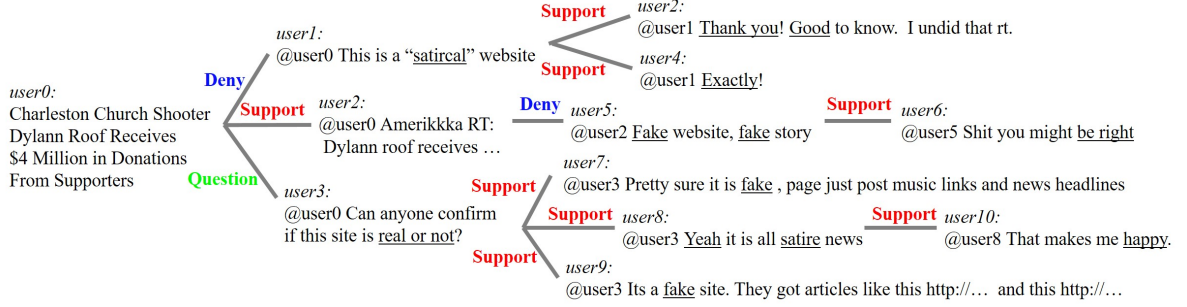 user0:
Charleston Church Shooter
Dylann Roof Receives
$4 Million in Donations
From Supporters
Deny
user1:
@user0 This is a “satircal” website
Support
user2:
@user1 Thank you! Good to know. I undid that rt.
Support
user4:
@user1 Exactly!
Support
user2:
@user0 Amerikkka RT:
Dylann roof receives …
Deny
user5:
@user2 Fake website, fake story
Support
user6:
@user5 Shit you might be right
Question
user3:
@user0 Can anyone confirm
if this site is real or not?
Support
user7:
@user3 Pretty sure it is fake , page just post music links and news headlines
Support
user8:
@user3 Yeah it is all satire news
Support
user10:
@user8 That makes me happy.
Support
user9:
@user3 Its a fake site. They got articles like this http://… and this http://…